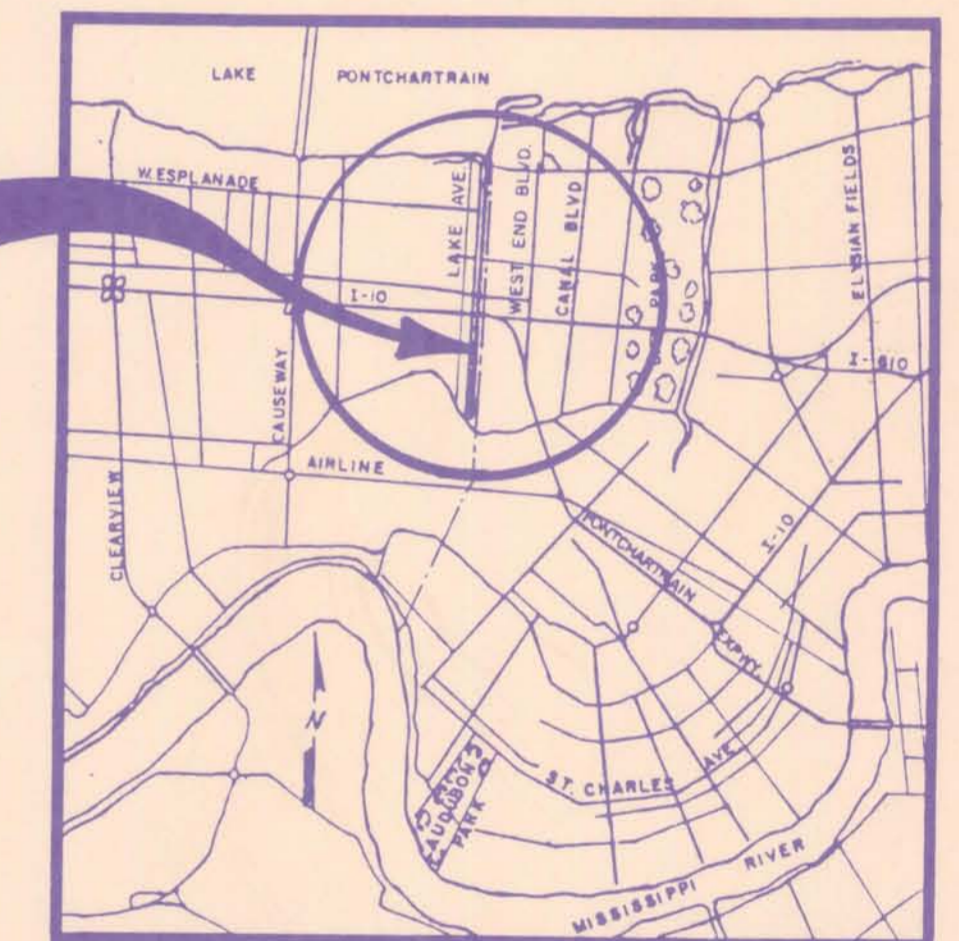 LAKE PONTCHARTRAIN
W. ESPLANADE
LAKE AVE.
WEST END BLVD.
CANAL BLVD
PARK
ELYSIAN FIELDS
I-10
I-610
CAUSEWAY
AIRLINE
CLEARVIEW
PONTCHARTRAIN EXPWY.
I-10
N
ST. CHARLES AVE.
AUDUBON
PARK
MISSISSIPPI RIVER